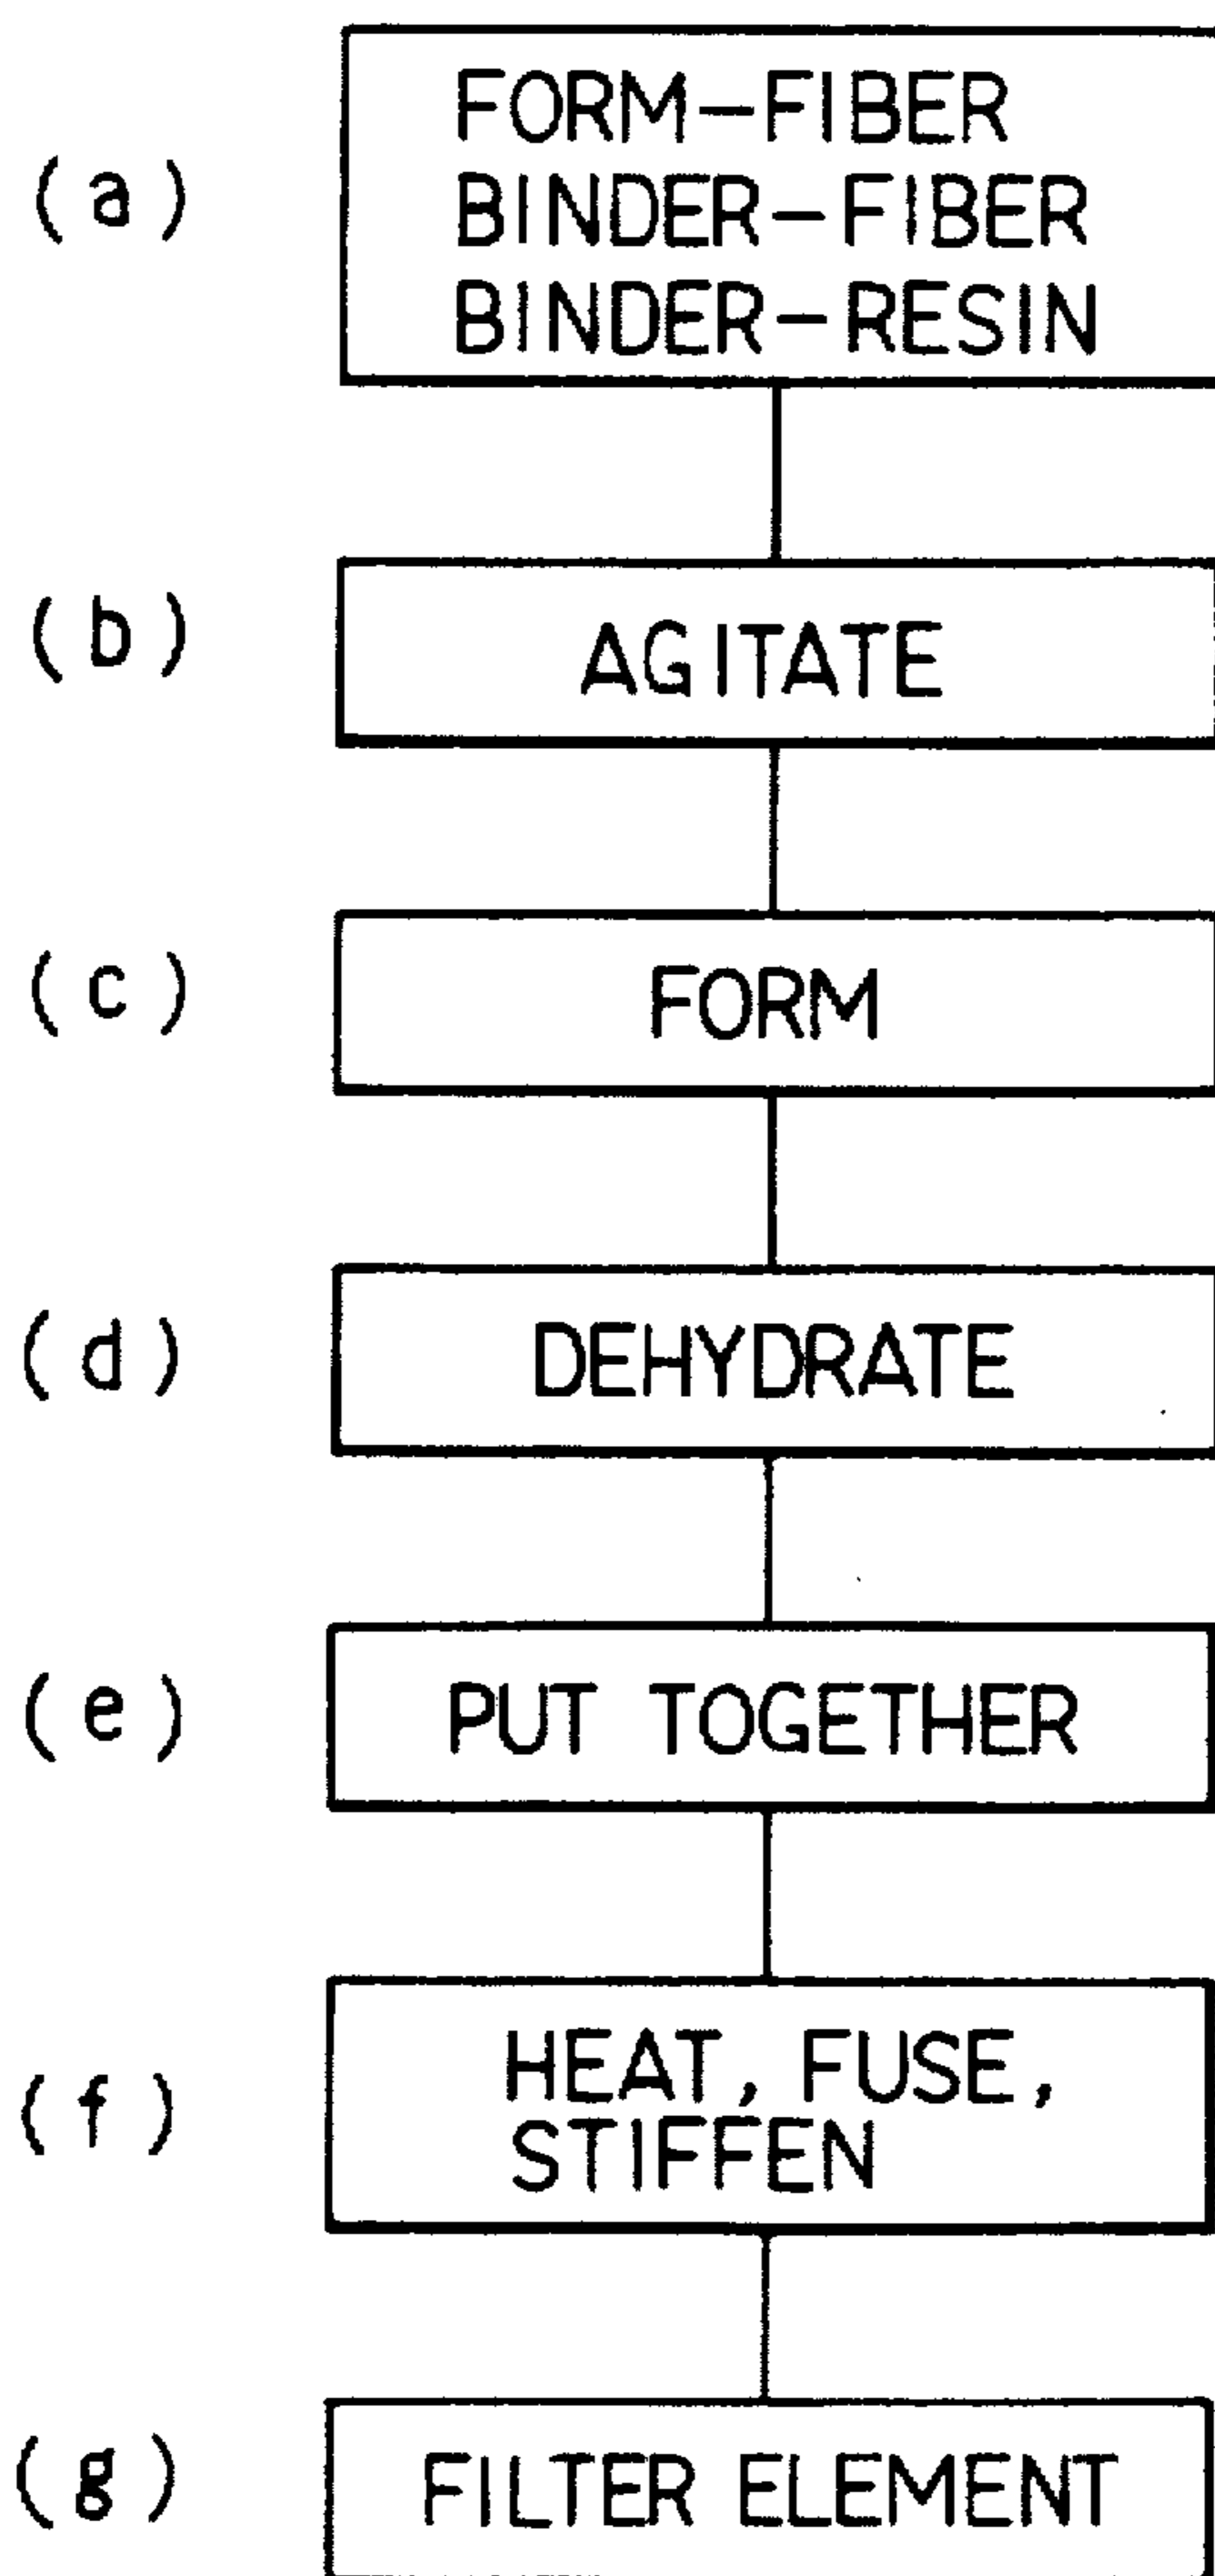 (a)
FORM-FIBER
BINDER-FIBER
BINDER-RESIN
(b)
AGITATE
(c)
FORM
(d)
DEHYDRATE
(e)
PUT TOGETHER
(f)
HEAT, FUSE,
STIFFEN
(g)
FILTER ELEMENT